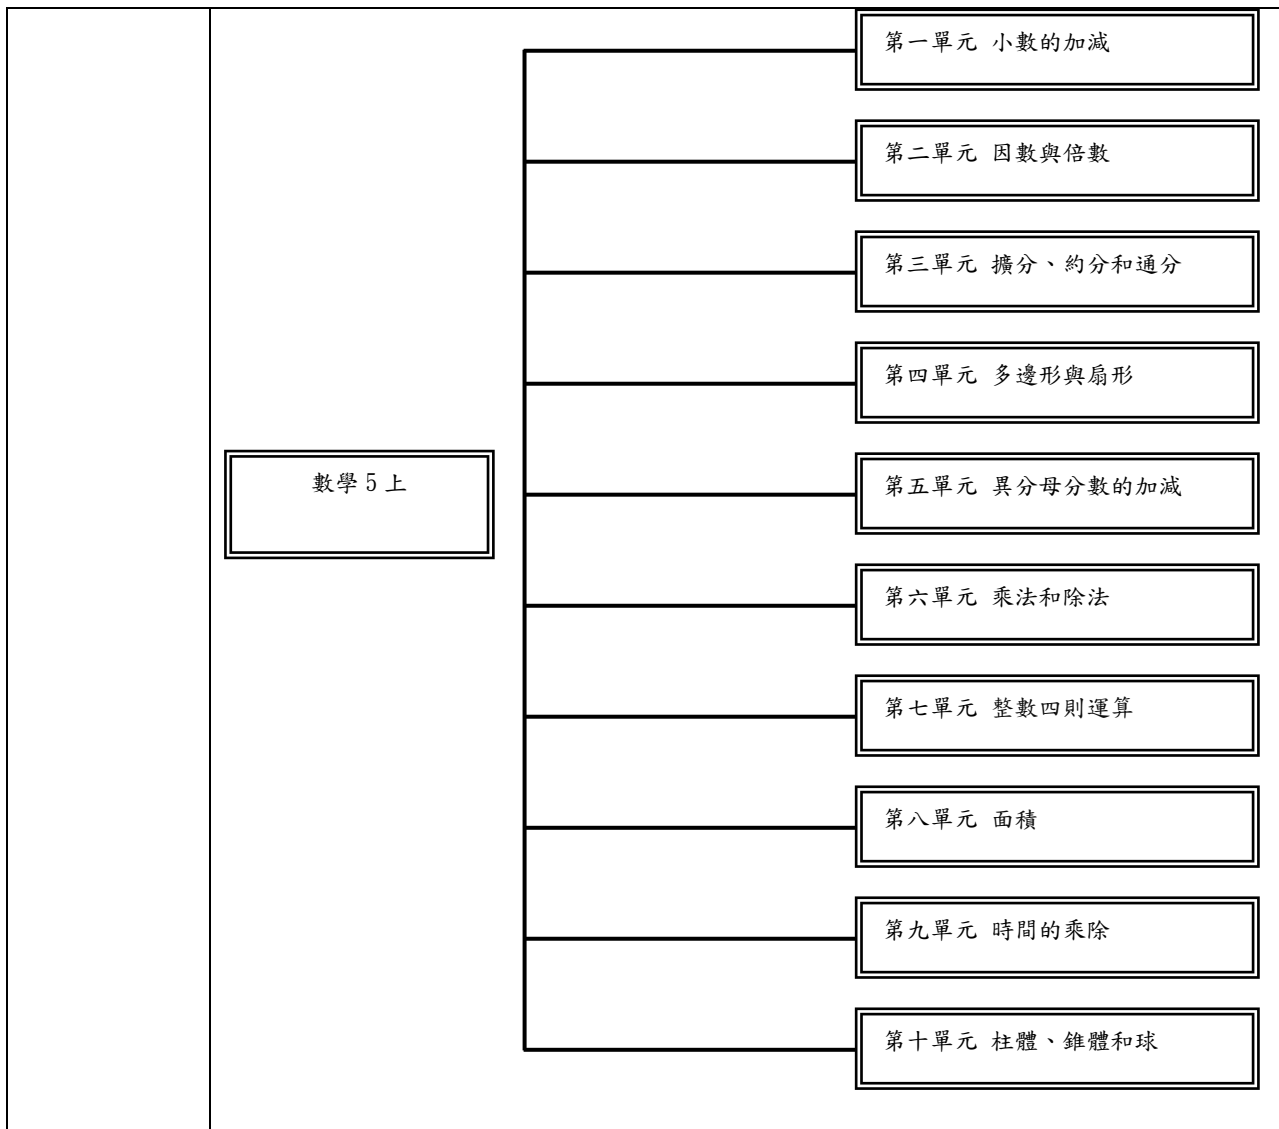 第一單元 小數的加減
第二單元 因數與倍數
第三單元 擴分、約分和通分
第四單元 多邊形與扇形
數學 5 上
第五單元 異分母分數的加減
第六單元 乘法和除法
第七單元 整數四則運算
第八單元 面積
第九單元 時間的乘除
第十單元 柱體、錐體和球